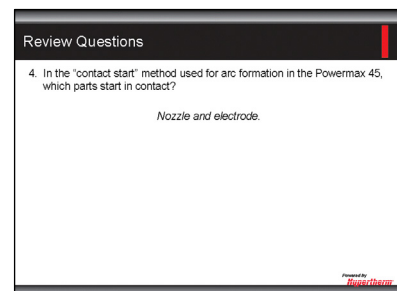 Review Questions
4. In the "contact start" method used for arc formation in the Powermax 45,
which parts start in contact?
Nozzle and electrode.
Powered By
Hypertherm